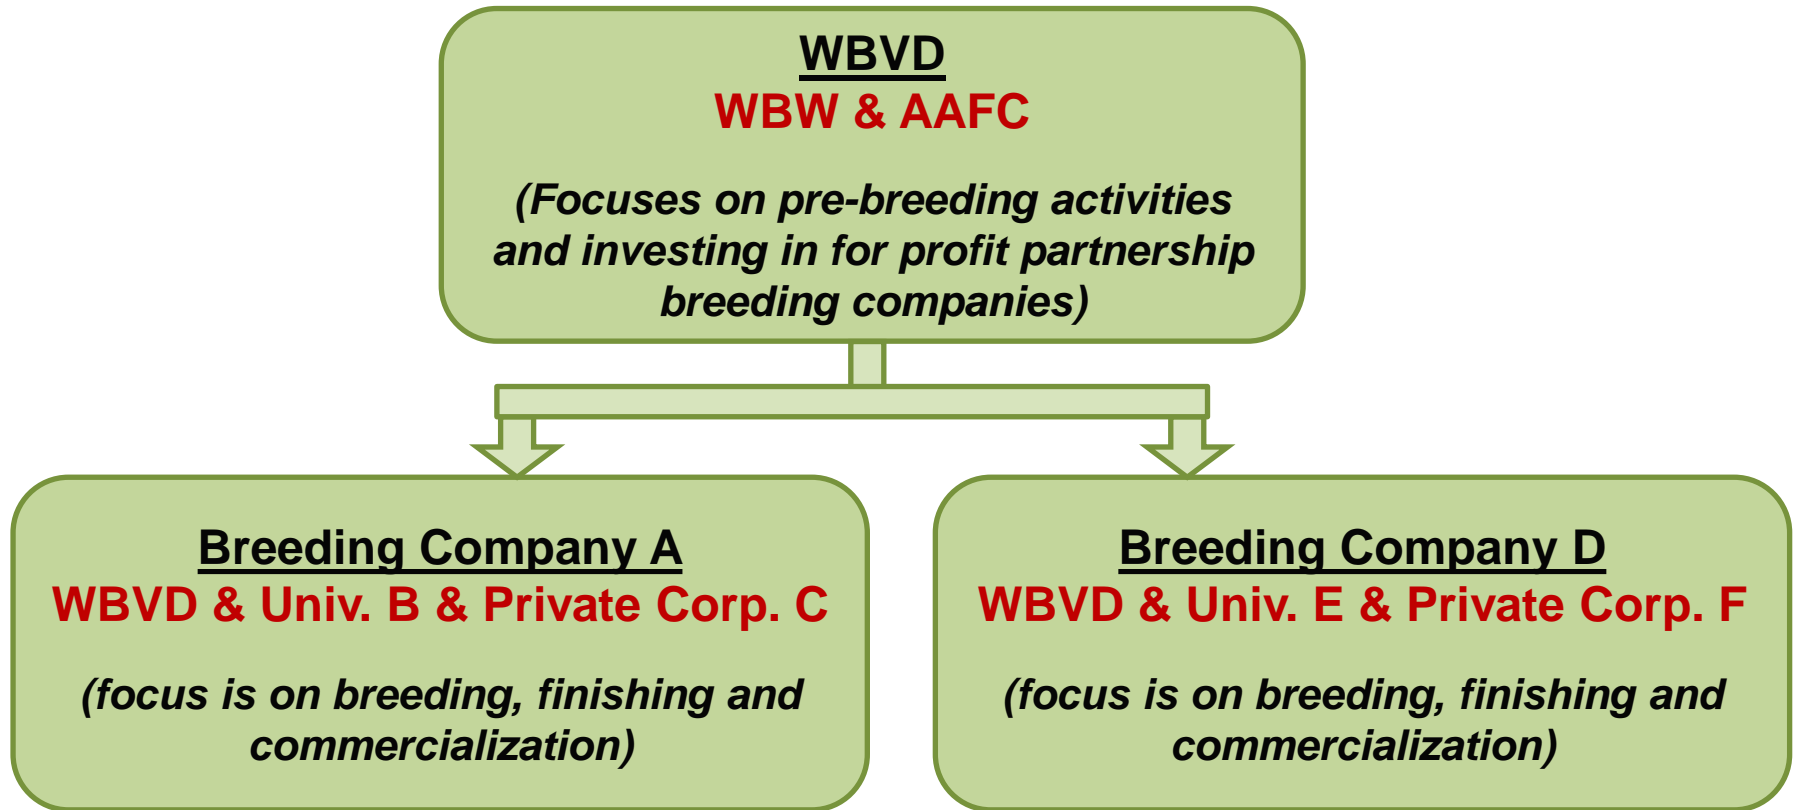 WBVD
WBW & AAFC
(Focuses on pre-breeding activities
and investing in for profit partnership
breeding companies)
Breeding Company A
WBVD & Univ. B & Private Corp. C
(focus is on breeding, finishing and
commercialization)
Breeding Company D
WBVD & Univ. E & Private Corp. F
(focus is on breeding, finishing and
commercialization)